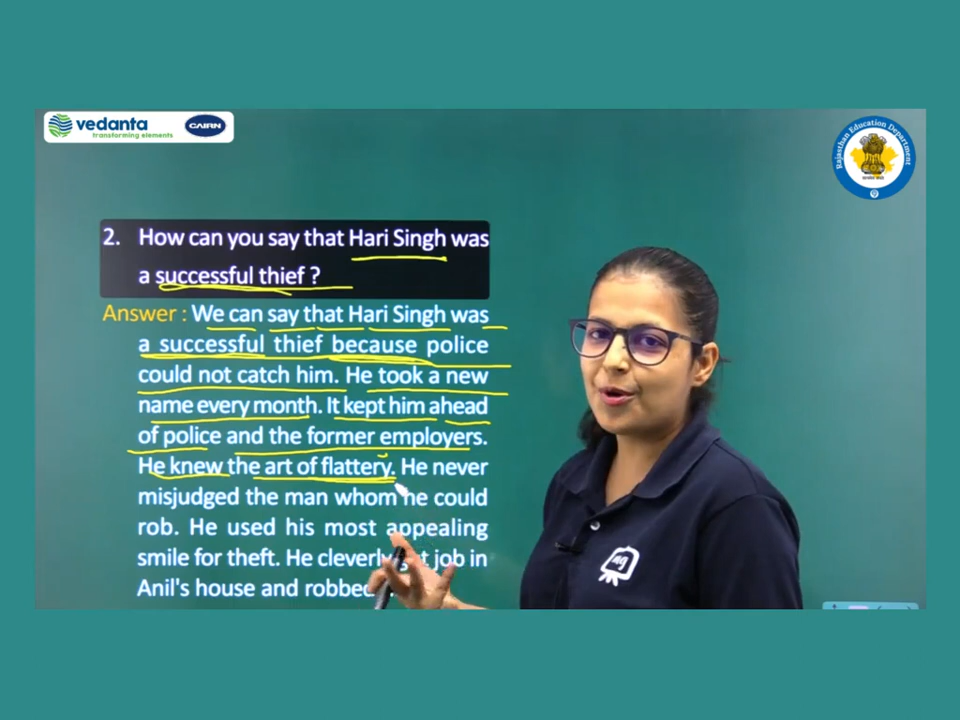 vedanta
transforming elements
CAIRN
Rajasthan Education Department
2. How can you say that Hari Singh was
a successful thief ?
Answer : We can say that Hari Singh was
a successful thief because police
could not catch him. He took a new
name every month. It kept him ahead
of police and the former employers.
He knew the art of flattery. He never
misjudged the man whom he could
rob. He used his most appealing
smile for theft. He cleverly job in
Anil's house and robbed